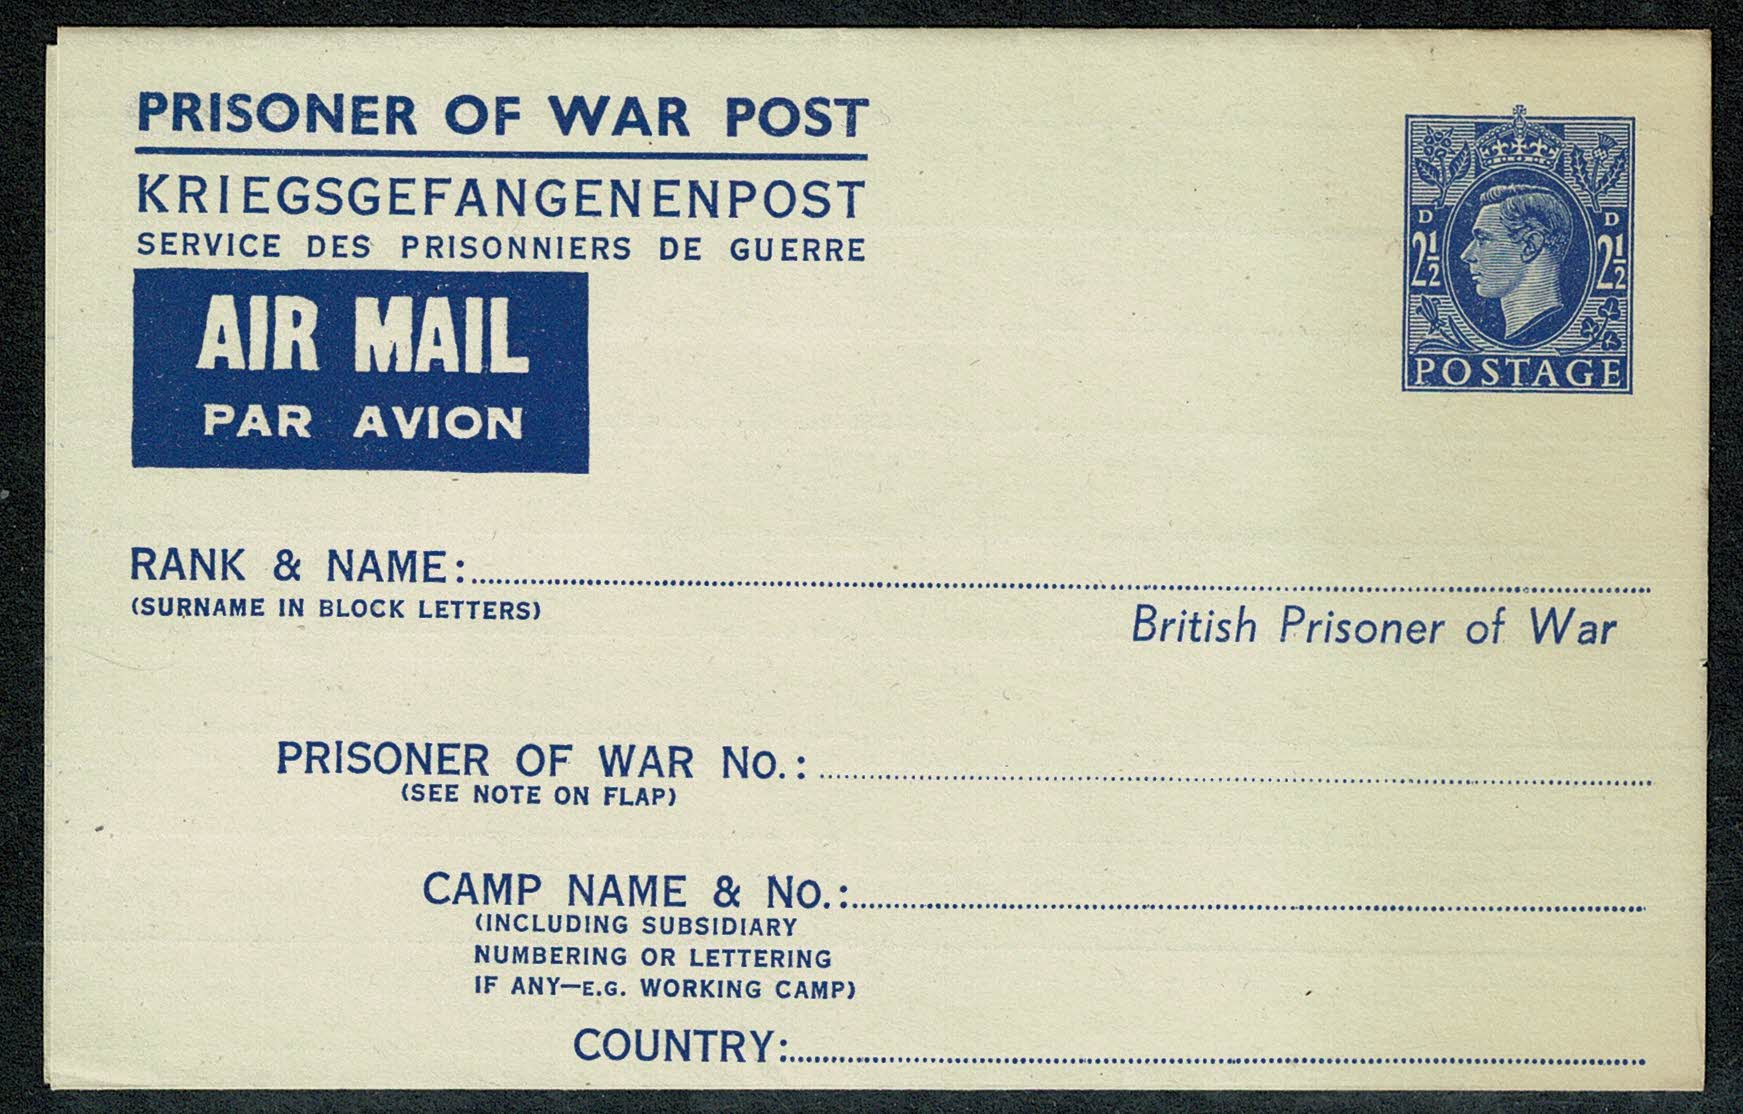 PRISONER OF WAR POST
KRIEGSGEFANGENENPOST
SERVICE DES PRISONNIERS DE GUERRE
AIR MAIL
PAR AVION
D D
2½ 2½
POSTAGE
RANK & NAME:
(SURNAME IN BLOCK LETTERS)
British Prisoner of War
PRISONER OF WAR No.:
(SEE NOTE ON FLAP)
CAMP NAME & No.:
(INCLUDING SUBSIDIARY
NUMBERING OR LETTERING
IF ANY—E.G. WORKING CAMP)
COUNTRY: